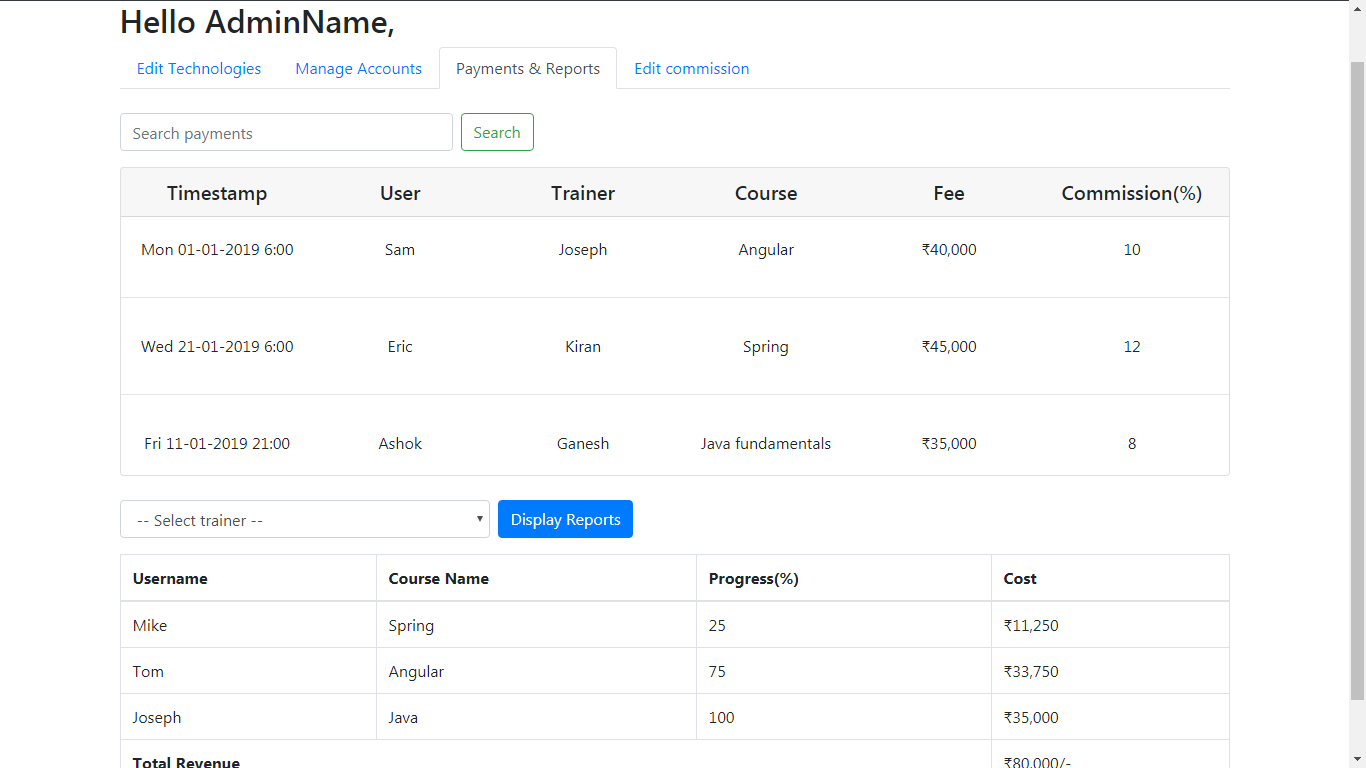 Hello AdminName,
Edit Technologies Manage Accounts Payments & Reports Edit commission
Search payments Search
Timestamp User Trainer Course Fee Commission(%)
Mon 01-01-2019 6:00 Sam Joseph Angular ₹40,000 10
Wed 21-01-2019 6:00 Eric Kiran Spring ₹45,000 12
Fri 11-01-2019 21:00 Ashok Ganesh Java fundamentals ₹35,000 8
-- Select trainer -- Display Reports
Username Course Name Progress(%) Cost
Mike Spring 25 ₹11,250
Tom Angular 75 ₹33,750
Joseph Java 100 ₹35,000
Total Revenue ₹80,000/-